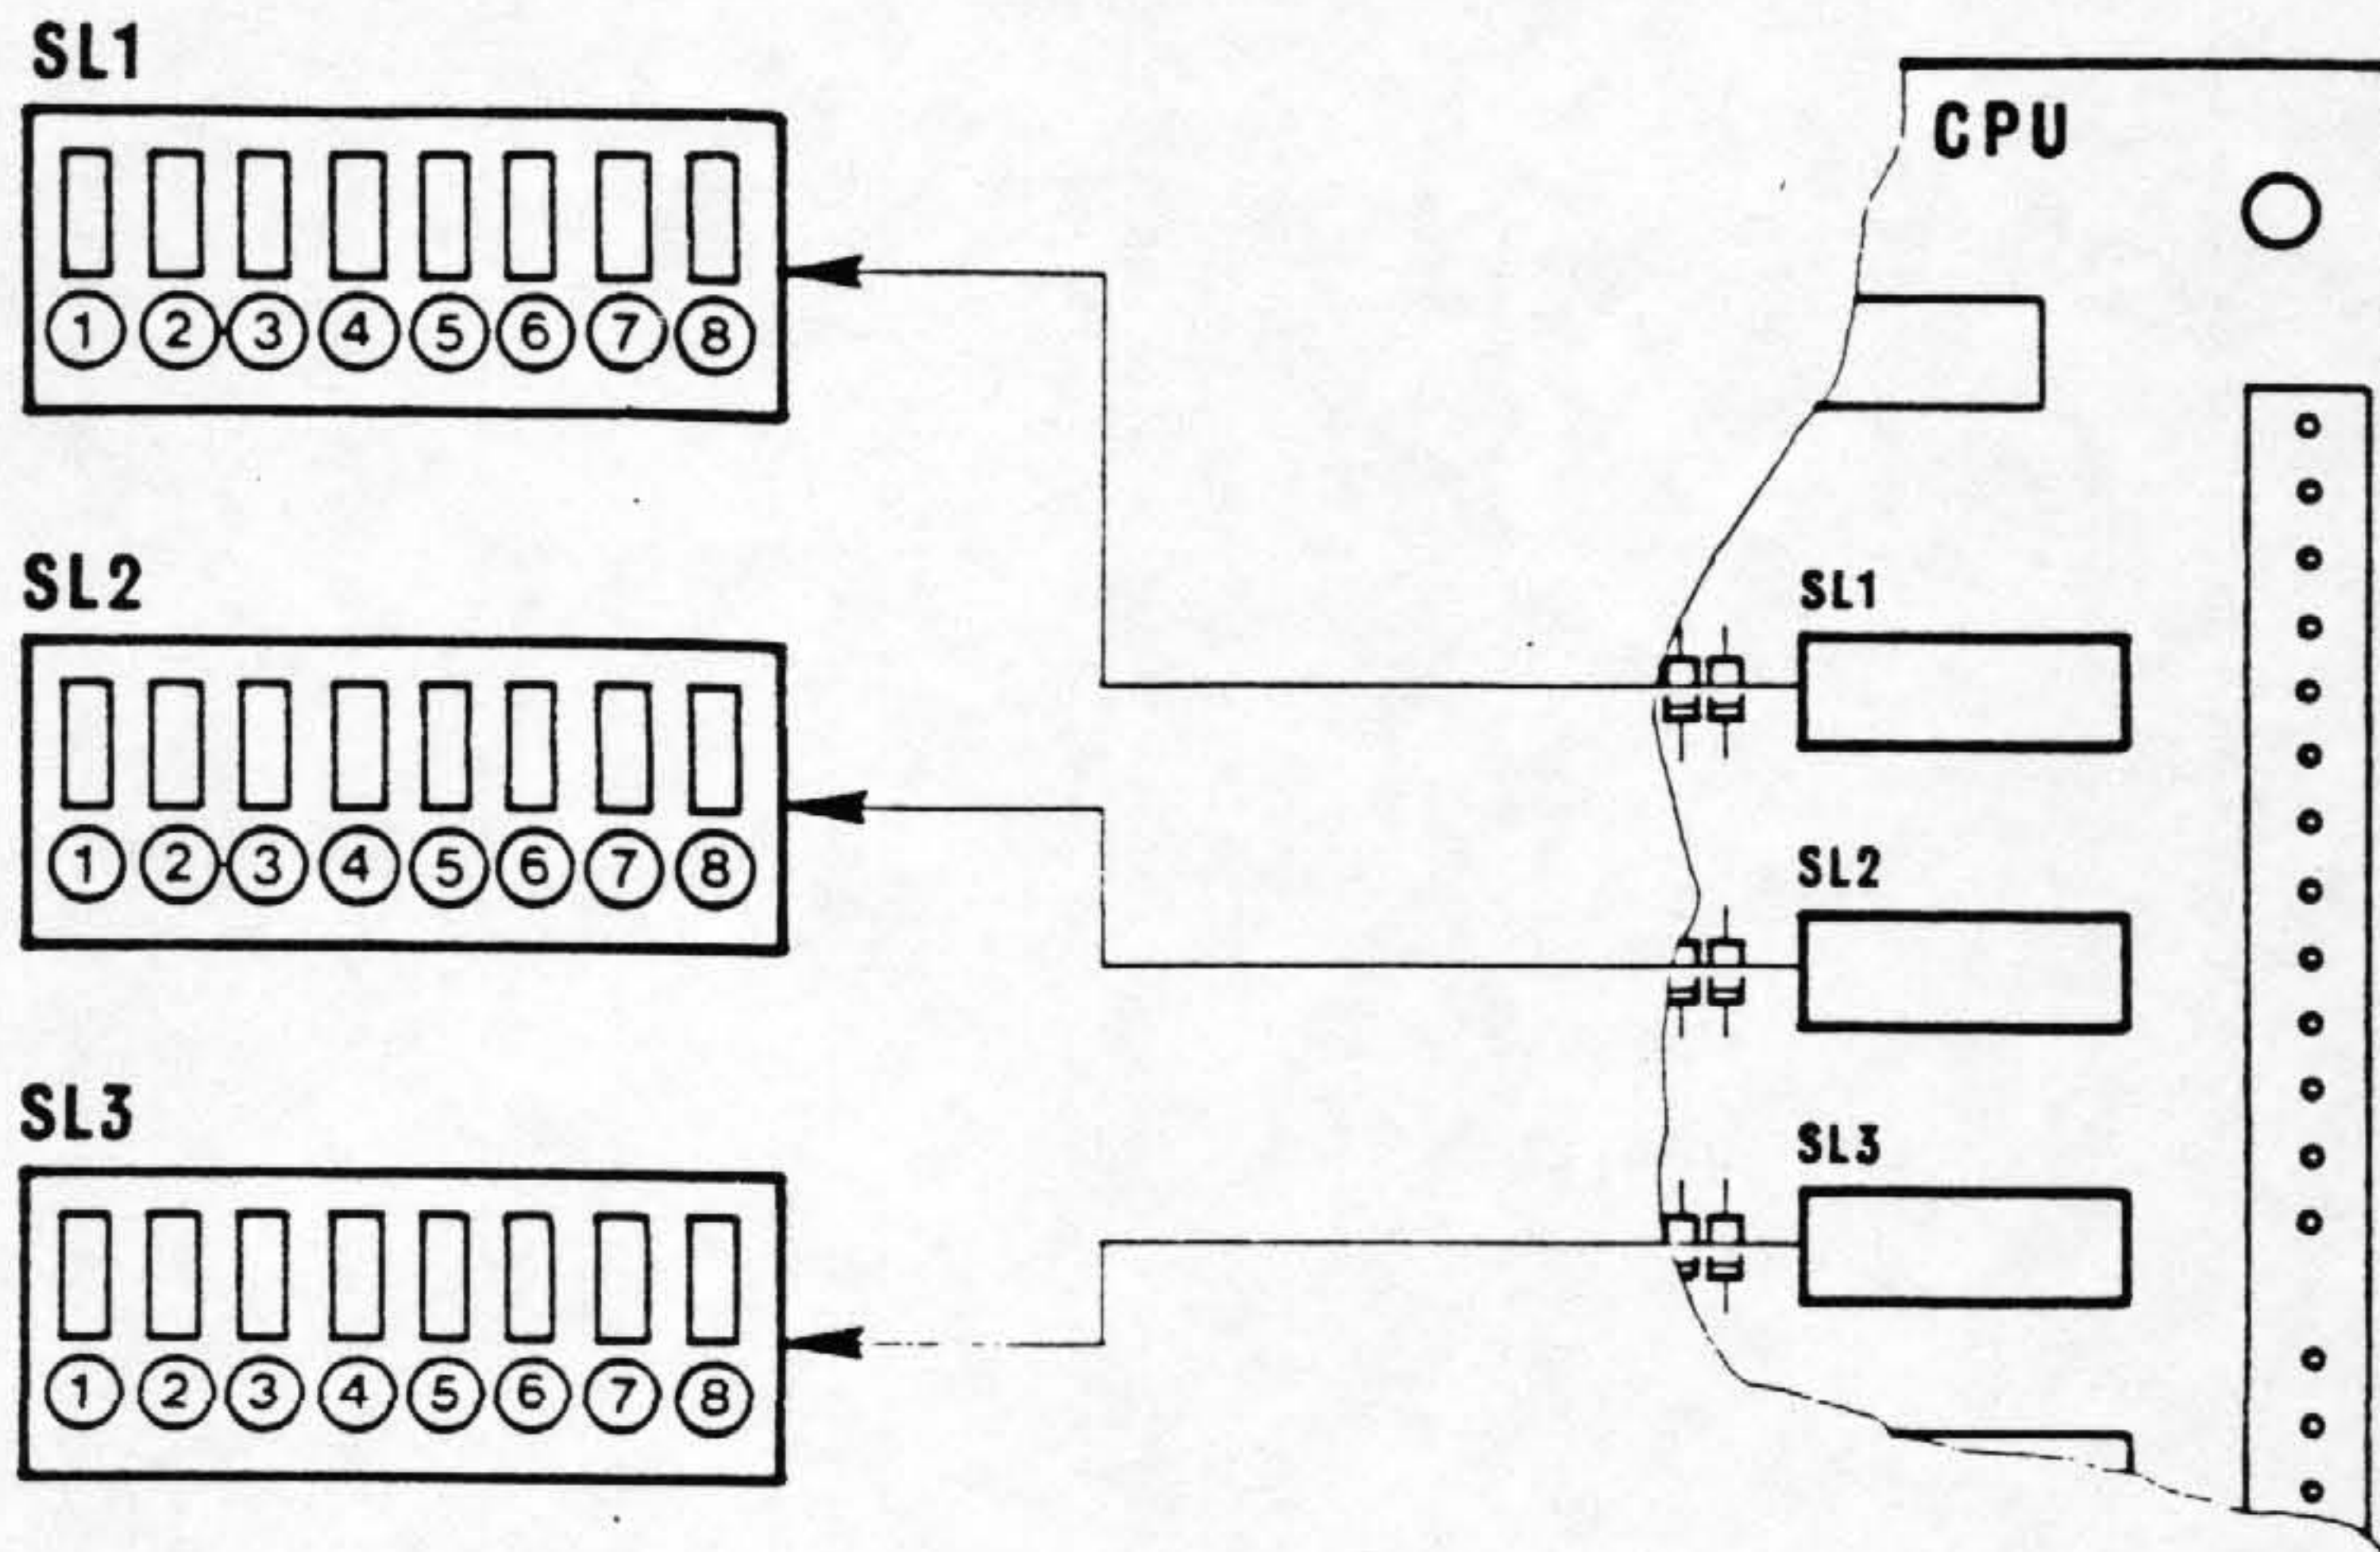 SL1
① ② ③ ④ ⑤ ⑥ ⑦ ⑧
SL2
① ② ③ ④ ⑤ ⑥ ⑦ ⑧
SL3
① ② ③ ④ ⑤ ⑥ ⑦ ⑧
CPU
SL1
SL2
SL3